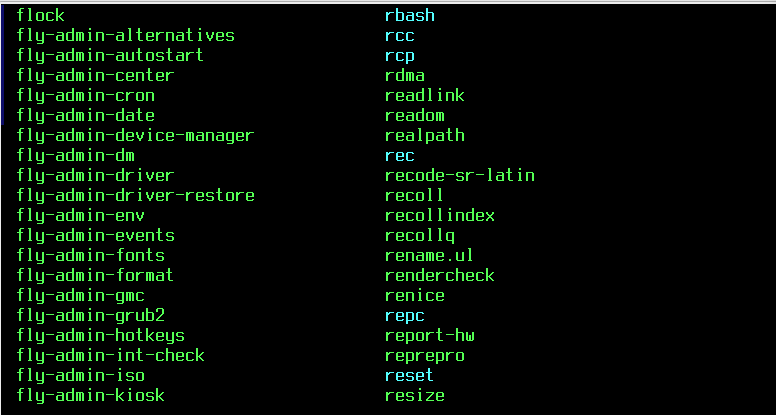 flock rbash
fly-admin-alternatives rcc
fly-admin-autostart rcp
fly-admin-center rdma
fly-admin-cron readlink
fly-admin-date readom
fly-admin-device-manager realpath
fly-admin-dm rec
fly-admin-driver recode-sr-latin
fly-admin-driver-restore recoll
fly-admin-env recollindex
fly-admin-events recollq
fly-admin-fonts rename.ul
fly-admin-format rendercheck
fly-admin-gmc renice
fly-admin-grub2 repc
fly-admin-hotkeys report-hw
fly-admin-int-check reprepro
fly-admin-iso reset
fly-admin-kiosk resize